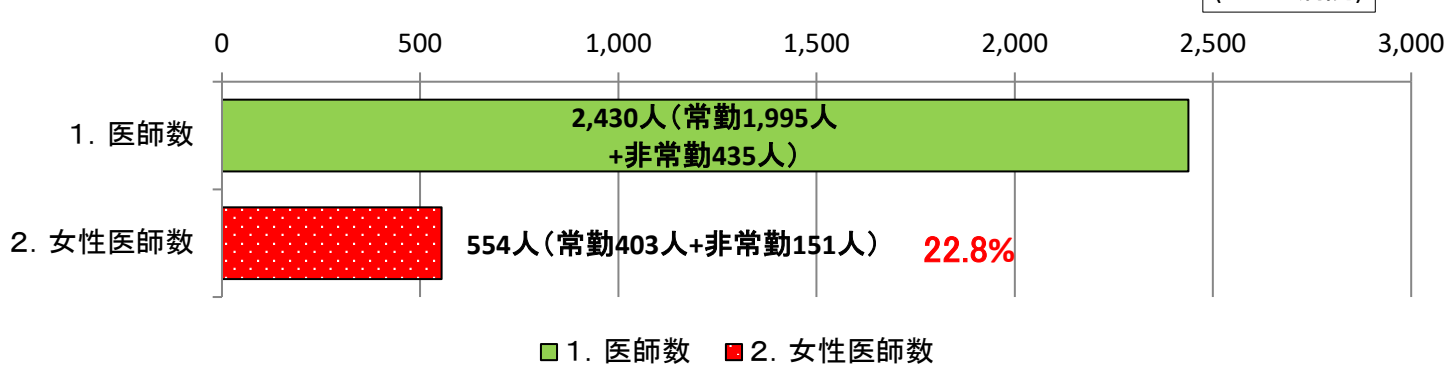 0 500 1,000 1,500 2,000 2,500 3,000
1．医師数
2,430人（常勤1,995人
+非常勤435人）
2．女性医師数
554人（常勤403人+非常勤151人） 22.8%
1．医師数 2．女性医師数